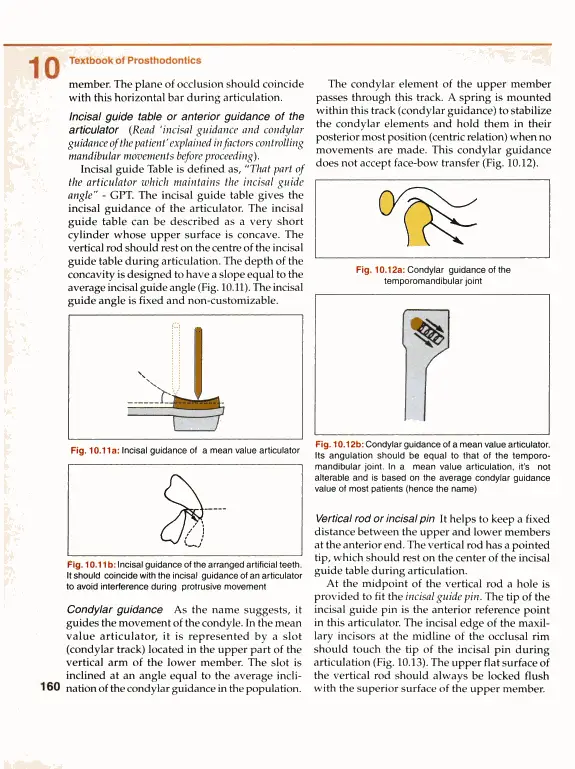 10
Textbook of Prosthodontics
member. The plane of occlusion should coincide
with this horizontal bar during articulation.
Incisal guide table or anterior guidance of the
articulator (Read 'incisal guidance and condylar
guidance of the patient' explained in factors controlling
mandibular movements before proceeding).
Incisal guide Table is defined as, "That part of
the articulator which maintains the incisal guide
angle" - GPT. The incisal guide table gives the
incisal guidance of the articulator. The incisal
guide table can be described as a very short
cylinder whose upper surface is concave. The
vertical rod should rest on the centre of the incisal
guide table during articulation. The depth of the
concavity is designed to have a slope equal to the
average incisal guide angle (Fig. 10.11). The incisal
guide angle is fixed and non-customizable.
Fig. 10.11a: Incisal guidance of a mean value articulator
Fig. 10.11b: Incisal guidance of the arranged artificial teeth.
It should coincide with the incisal guidance of an articulator
to avoid interference during protrusive movement
Condylar guidance As the name suggests, it
guides the movement of the condyle. In the mean
value articulator, it is represented by a slot
(condylar track) located in the upper part of the
vertical arm of the lower member. The slot is
inclined at an angle equal to the average incli-
nation of the condylar guidance in the population.
160
The condylar element of the upper member
passes through this track. A spring is mounted
within this track (condylar guidance) to stabilize
the condylar elements and hold them in their
posterior most position (centric relation) when no
movements are made. This condylar guidance
does not accept face-bow transfer (Fig. 10.12).
Fig. 10.12a: Condylar guidance of the
temporomandibular joint
Fig. 10.12b: Condylar guidance of a mean value articulator.
Its angulation should be equal to that of the temporo-
mandibular joint. In a mean value articulation, it's not
alterable and is based on the average condylar guidance
value of most patients (hence the name)
Vertical rod or incisal pin It helps to keep a fixed
distance between the upper and lower members
at the anterior end. The vertical rod has a pointed
tip, which should rest on the center of the incisal
guide table during articulation.
At the midpoint of the vertical rod a hole is
provided to fit the incisal guide pin. The tip of the
incisal guide pin is the anterior reference point
in this articulator. The incisal edge of the maxil-
lary incisors at the midline of the occlusal rim
should touch the tip of the incisal pin during
articulation (Fig. 10.13). The upper flat surface of
the vertical rod should always be locked flush
with the superior surface of the upper member.